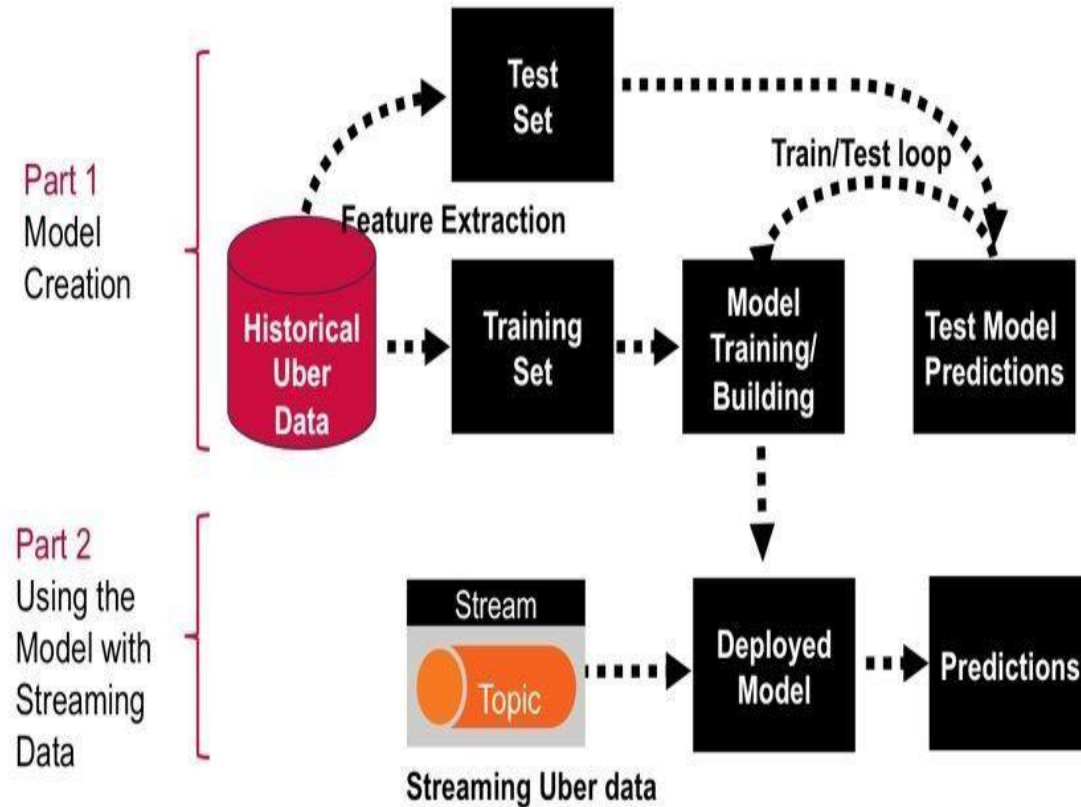 Test
Set
Train/Test loop
Part 1
Model
Creation
Feature Extraction
Historical
Uber
Data
Training
Set
Model
Training/
Building
Test Model
Predictions
Part 2
Using the
Model with
Streaming
Data
Stream
Topic
Deployed
Model
Predictions
Streaming Uber data